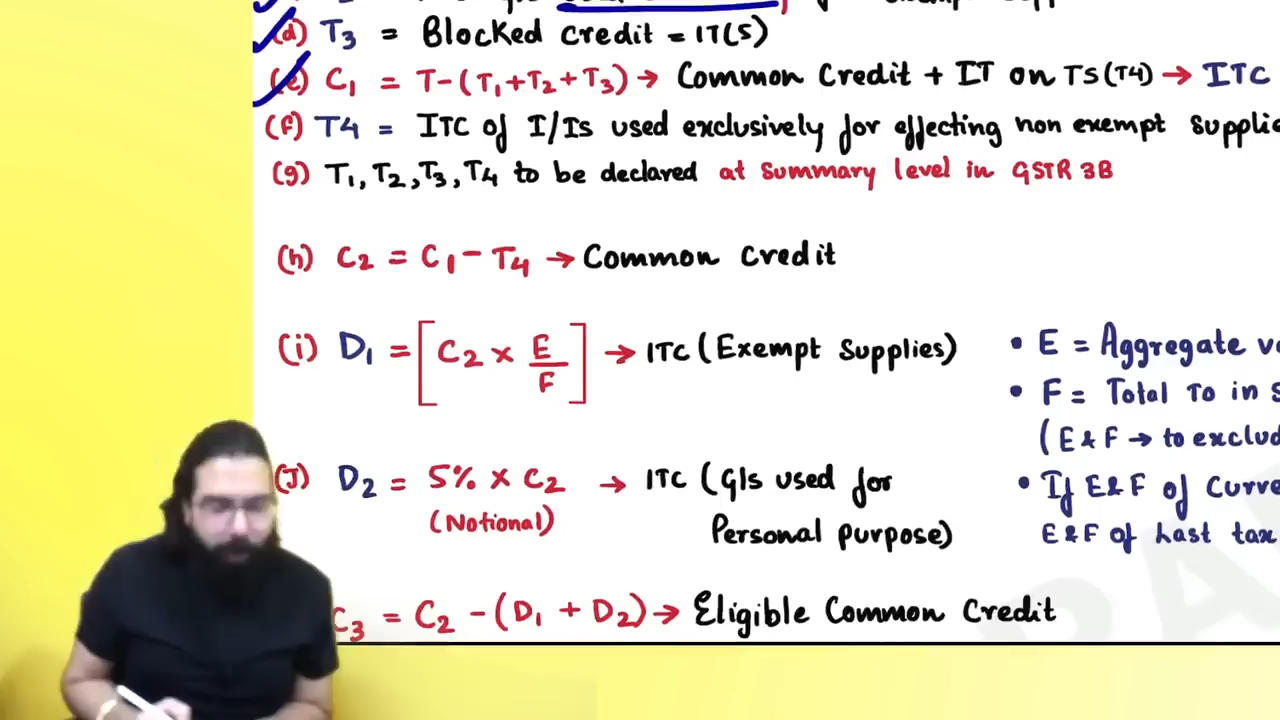 (d) T3 = Blocked credit = 17(5)
(e) C1 = T-(T1+T2+T3) → Common Credit + IT on TS(T4) → ITC
(f) T4 = ITC of I/Is used exclusively for effecting non exempt
(g) T1, T2, T3, T4 to be declared at Summary level in GSTR 3B
(h) C2 = C1 - T4 → Common Credit
(i) D1 = [C2 × E/F] → ITC (Exempt Supplies)
• E = Aggregate
• F = Total To in
(E&F → to
• If E&F of
E&F of last tax
(J) D2 = 5% × C2 → ITC (GIs used for
(Notional)
Personal purpose)
C3 = C2 - (D1 + D2) → Eligible Common Credit